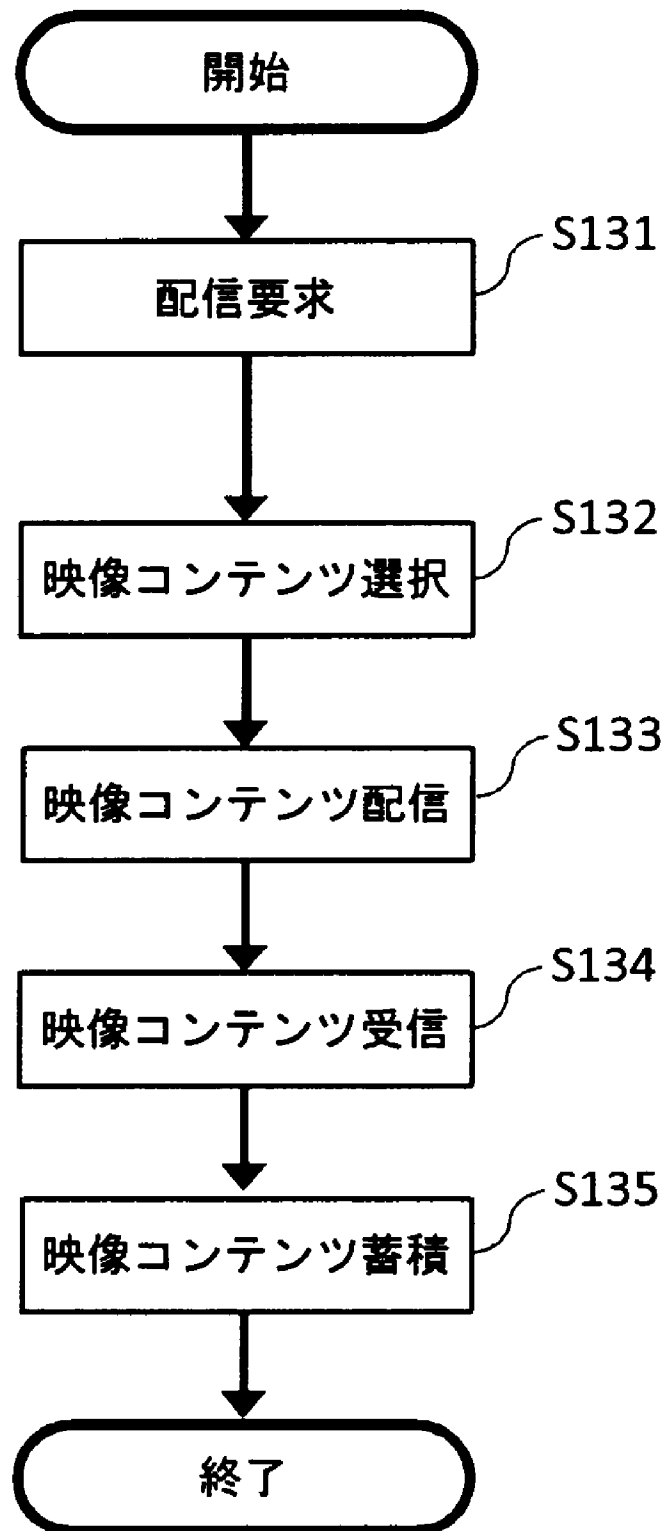 開始
S131
配信要求
S132
映像コンテンツ選択
S133
映像コンテンツ配信
S134
映像コンテンツ受信
S135
映像コンテンツ蓄積
終了